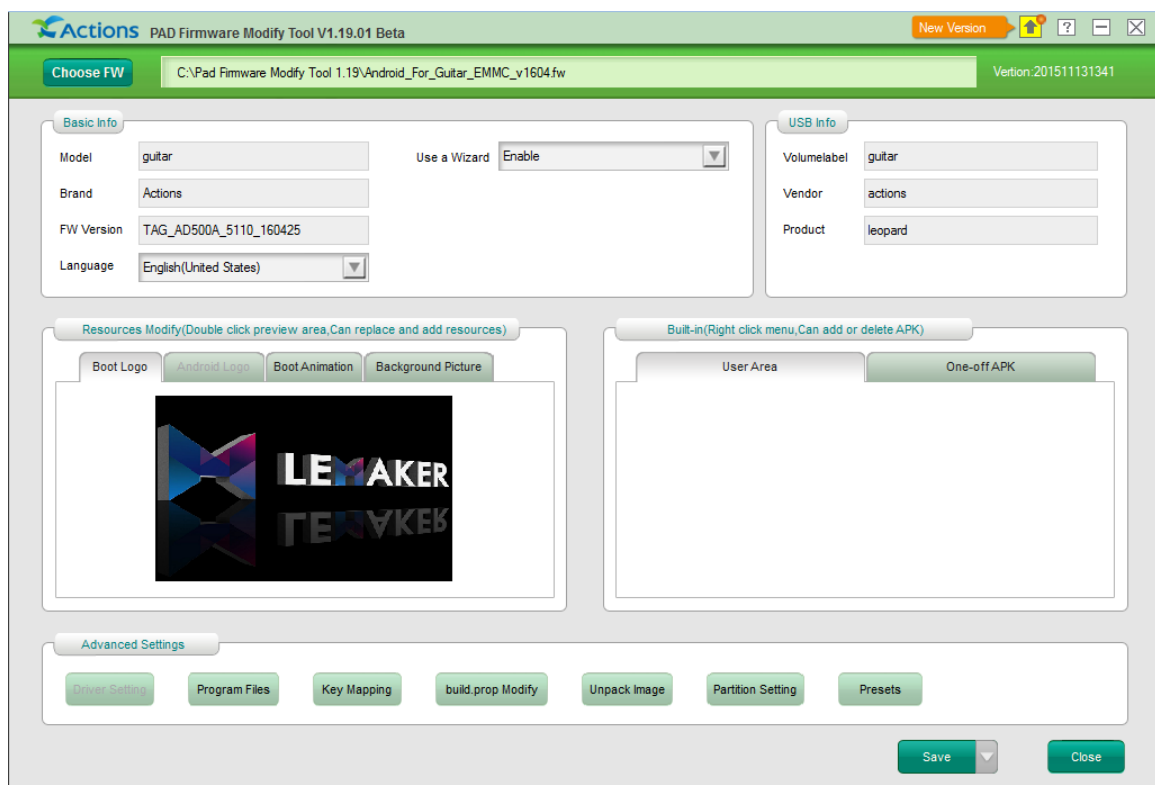 Actions PAD Firmware Modify Tool V1.19.01 Beta New Version ?
Choose FW C:\Pad Firmware Modify Tool 1.19\Android_For_Guitar_EMMC_v1604.fw Vertion:201511131341
Basic Info
Model guitar Use a Wizard Enable
Brand Actions
FW Version TAG_AD500A_5110_160425
Language English(United States)
USB Info
Volumelabel guitar
Vendor actions
Product leopard
Resources Modify(Double click preview area,Can replace and add resources)
Boot Logo Android Logo Boot Animation Background Picture
LEMAKER
Built-in(Right click menu,Can add or delete APK)
User Area One-off APK
Advanced Settings
Driver Setting Program Files Key Mapping build.prop Modify Unpack Image Partition Setting Presets
Save Close